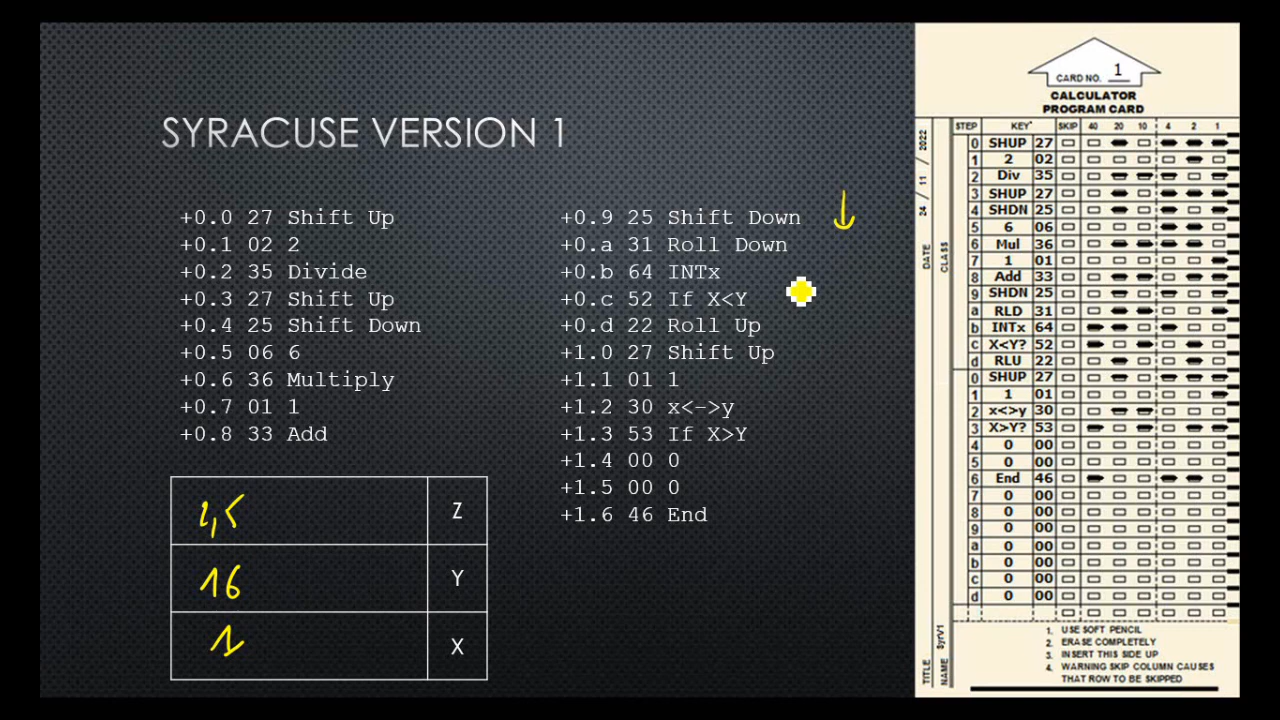 SYRACUSE VERSION 1
+0.0 27 Shift Up
+0.1 02 2
+0.2 35 Divide
+0.3 27 Shift Up
+0.4 25 Shift Down
+0.5 06 6
+0.6 36 Multiply
+0.7 01 1
+0.8 33 Add
+0.9 25 Shift Down
+0.a 31 Roll Down
+0.b 64 INTx
+0.c 52 If X<Y
+0.d 22 Roll Up
+1.0 27 Shift Up
+1.1 01 1
+1.2 30 x<->y
+1.3 53 If X>Y
+1.4 00 0
+1.5 00 0
+1.6 46 End
Z
16 Y
X
CARD NO. 1
CALCULATOR
PROGRAM CARD
STEP KEY* SKIP 40 20 10 4 2 1
0 SHUP 27
1 2 02
2 Div 35
3 SHUP 27
4 SHDN 25
5 6 06
6 Mul 36
7 1 01
8 Add 33
9 SHDN 25
a RLD 31
b INTx 64
c X<Y? 52
d RLU 22
0 SHUP 27
1 1 01
2 x<>y 30
3 X>Y? 53
4 0 00
5 0 00
6 End 46
7 0 00
8 0 00
9 0 00
a 0 00
b 0 00
c 0 00
d 0 00
1. USE SOFT PENCIL
2. ERASE COMPLETELY
3. INSERT THIS SIDE UP
4. WARNING SKIP COLUMN CAUSES
THAT ROW TO BE SKIPPED
DATE 24 / 11 / 2022
CLASS
TITLE
NAME SyrV1